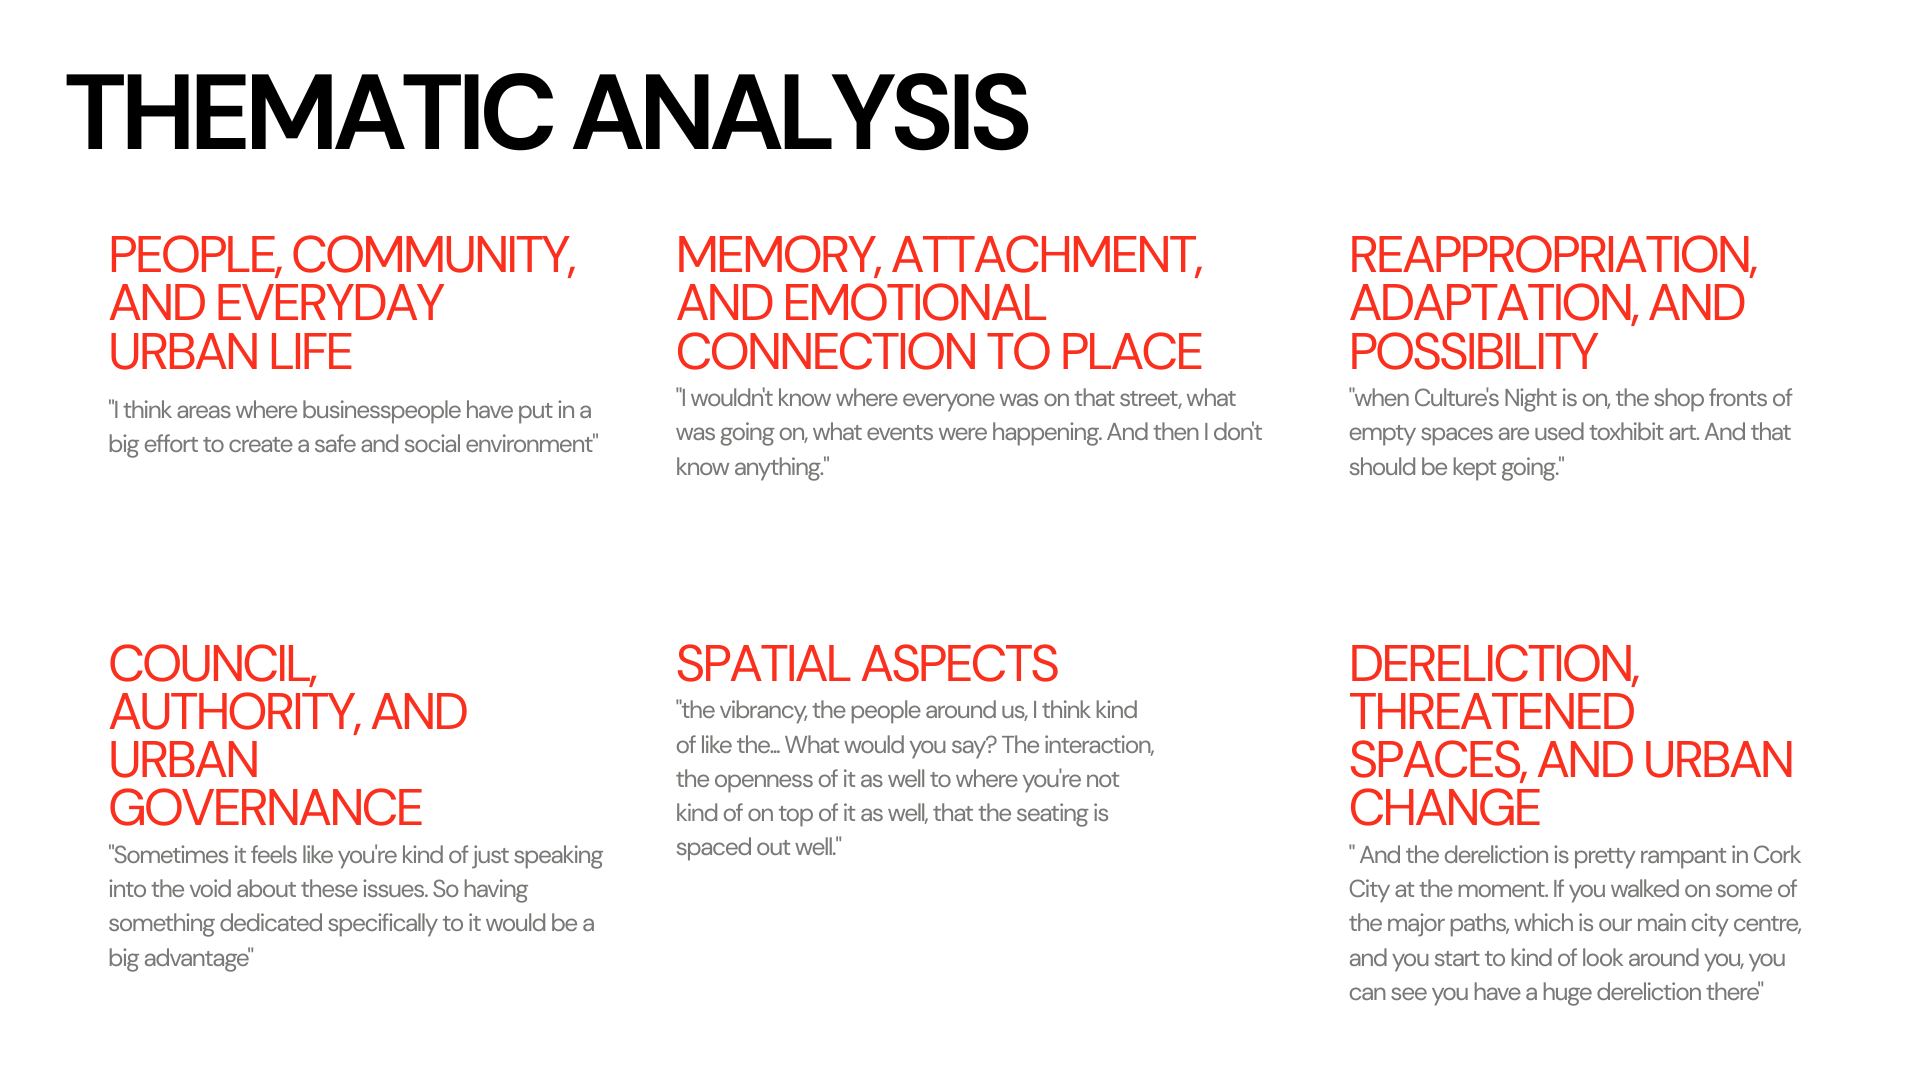 THEMATIC ANALYSIS
PEOPLE, COMMUNITY,
AND EVERYDAY
URBAN LIFE
"I think areas where businesspeople have put in a
big effort to create a safe and social environment"
MEMORY, ATTACHMENT,
AND EMOTIONAL
CONNECTION TO PLACE
"I wouldn't know where everyone was on that street, what
was going on, what events were happening. And then I don't
know anything."
REAPPROPRIATION,
ADAPTATION, AND
POSSIBILITY
"when Culture's Night is on, the shop fronts of
empty spaces are used toxhibit art. And that
should be kept going."
COUNCIL,
AUTHORITY, AND
URBAN
GOVERNANCE
"Sometimes it feels like you're kind of just speaking
into the void about these issues. So having
something dedicated specifically to it would be a
big advantage"
SPATIAL ASPECTS
"the vibrancy, the people around us, I think kind
of like the... What would you say? The interaction,
the openness of it as well to where you're not
kind of on top of it as well, that the seating is
spaced out well."
DERELICTION,
THREATENED
SPACES, AND URBAN
CHANGE
" And the dereliction is pretty rampant in Cork
City at the moment. If you walked on some of
the major paths, which is our main city centre,
and you start to kind of look around you, you
can see you have a huge dereliction there"